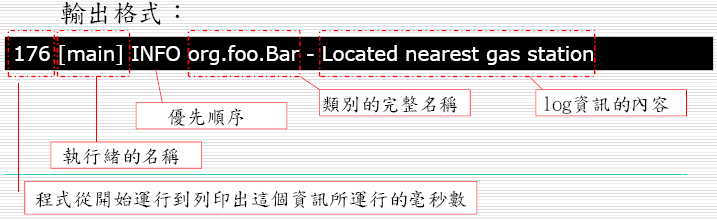 輸出格式：
176 [main] INFO org.foo.Bar - Located nearest gas station
優先順序
類別的完整名稱
log資訊的內容
執行緒的名稱
程式從開始運行到列印出這個資訊所運行的毫秒數